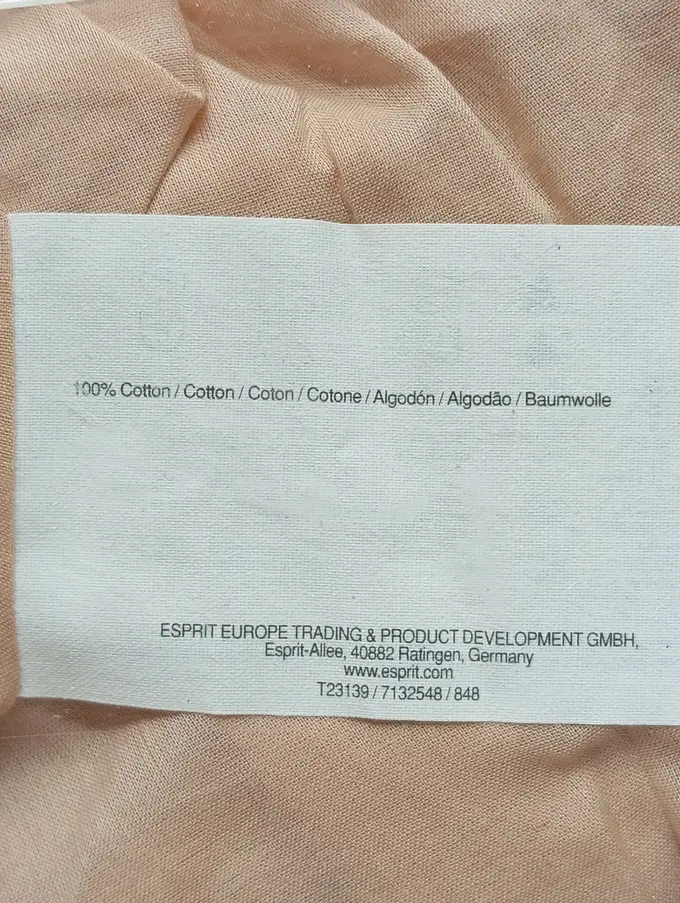 100% Cotton / Cotton / Coton / Cotone / Algodón / Algodão / Baumwolle
ESPRIT EUROPE TRADING & PRODUCT DEVELOPMENT GMBH,
Esprit-Allee, 40882 Ratingen, Germany
www.esprit.com
T23139 / 7132548 / 848